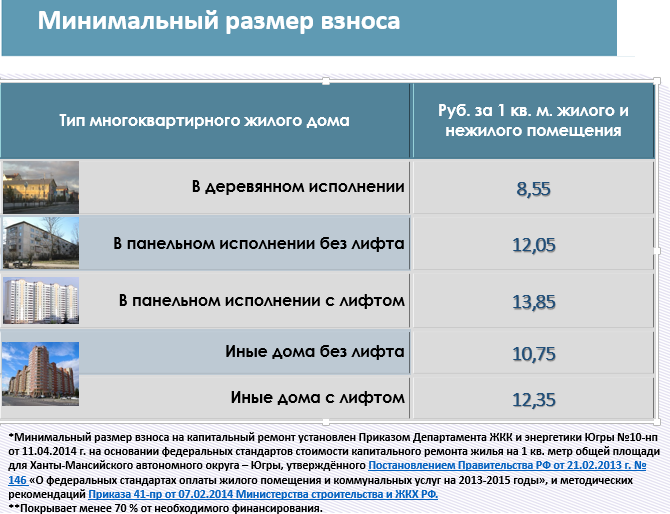 Минимальный размер взноса
Тип многоквартирного жилого дома
Руб. за 1 кв. м. жилого и
нежилого помещения
В деревянном исполнении
8,55
В панельном исполнении без лифта
12,05
В панельном исполнении с лифтом
13,85
Иные дома без лифта
10,75
Иные дома с лифтом
12,35
*Минимальный размер взноса на капитальный ремонт установлен Приказом Департамента ЖКК и энергетики Югры №10-нп
от 11.04.2014 г. на основании федеральных стандартов стоимости капитального ремонта жилья на 1 кв. метр общей площади
для Ханты-Мансийского автономного округа – Югры, утверждённого Постановлением Правительства РФ от 21.02.2013 г. №
146 «О федеральных стандартах оплаты жилого помещения и коммунальных услуг на 2013-2015 годы», и методических
рекомендаций Приказа 41-пр от 07.02.2014 Министерства строительства и ЖКХ РФ.
**Покрывает менее 70 % от необходимого финансирования.